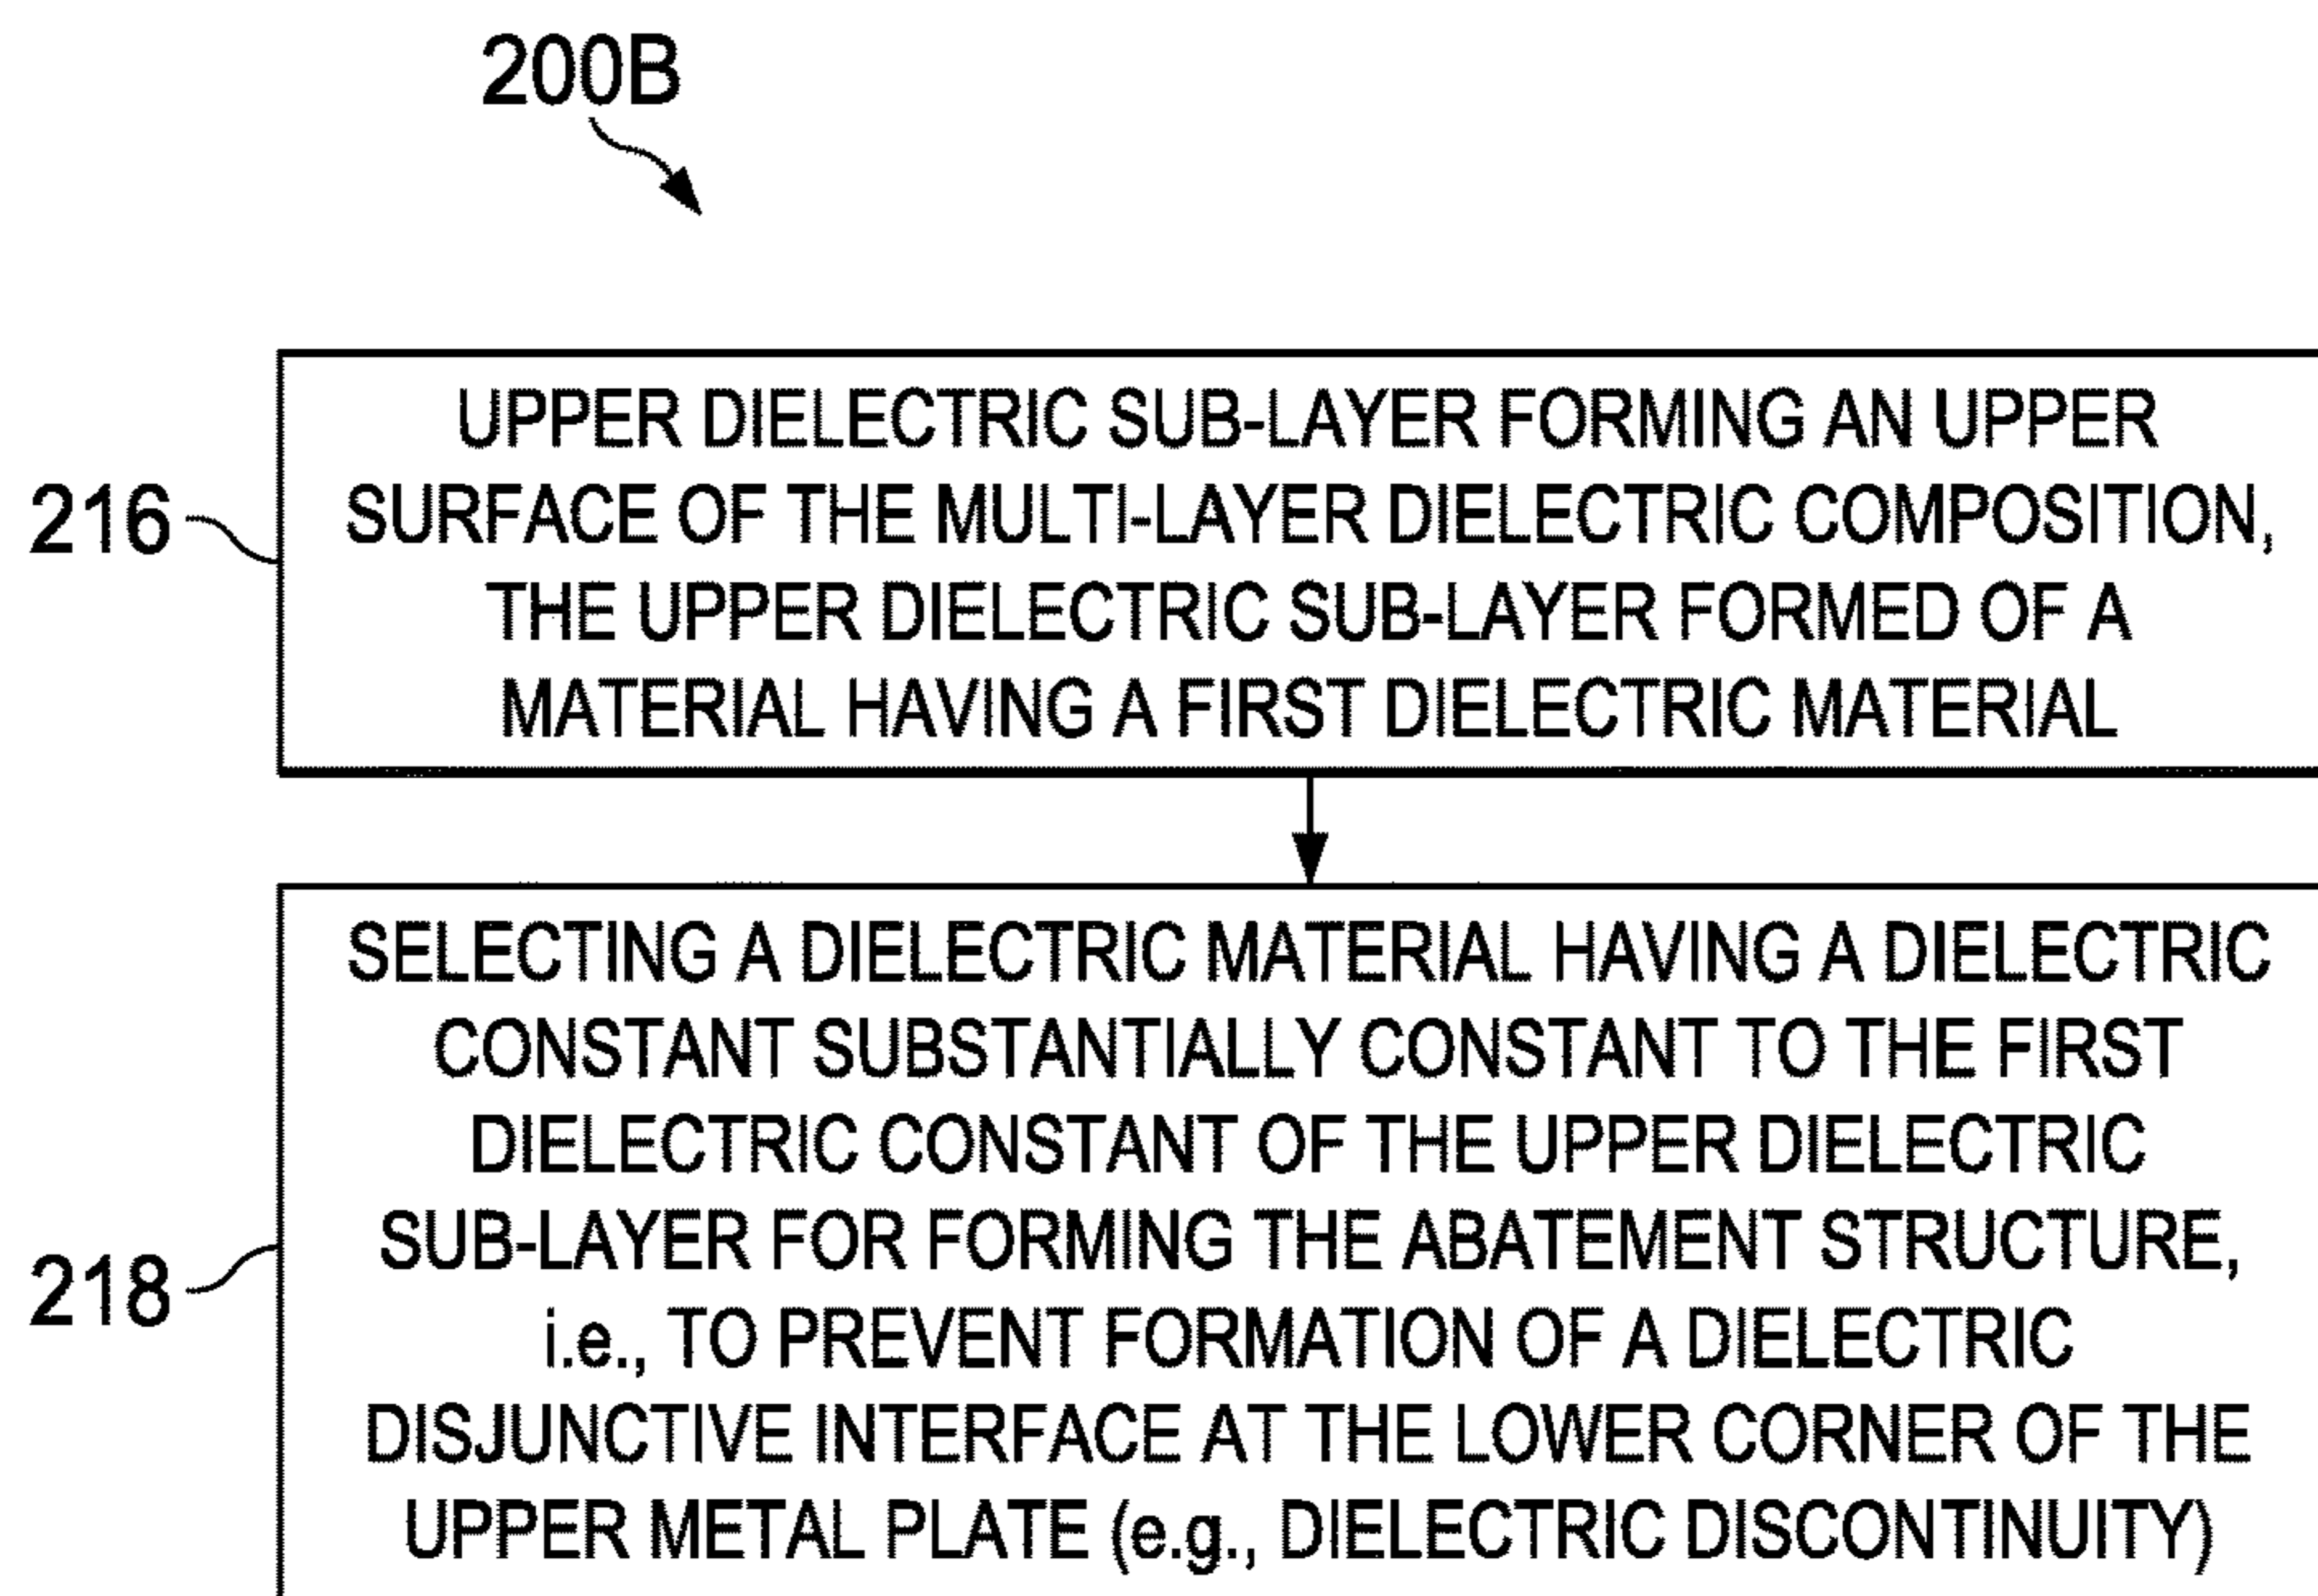 200B
UPPER DIELECTRIC SUB-LAYER FORMING AN UPPER
216
SURFACE OF THE MULTI-LAYER DIELECTRIC COMPOSITION,
THE UPPER DIELECTRIC SUB-LAYER FORMED OF A
MATERIAL HAVING A FIRST DIELECTRIC MATERIAL
SELECTING A DIELECTRIC MATERIAL HAVING A DIELECTRIC
CONSTANT SUBSTANTIALLY CONSTANT TO THE FIRST
DIELECTRIC CONSTANT OF THE UPPER DIELECTRIC
SUB-LAYER FOR FORMING THE ABATEMENT STRUCTURE,
218
i.e., TO PREVENT FORMATION OF A DIELECTRIC
DISJUNCTIVE INTERFACE AT THE LOWER CORNER OF THE
UPPER METAL PLATE (e.g., DIELECTRIC DISCONTINUITY)